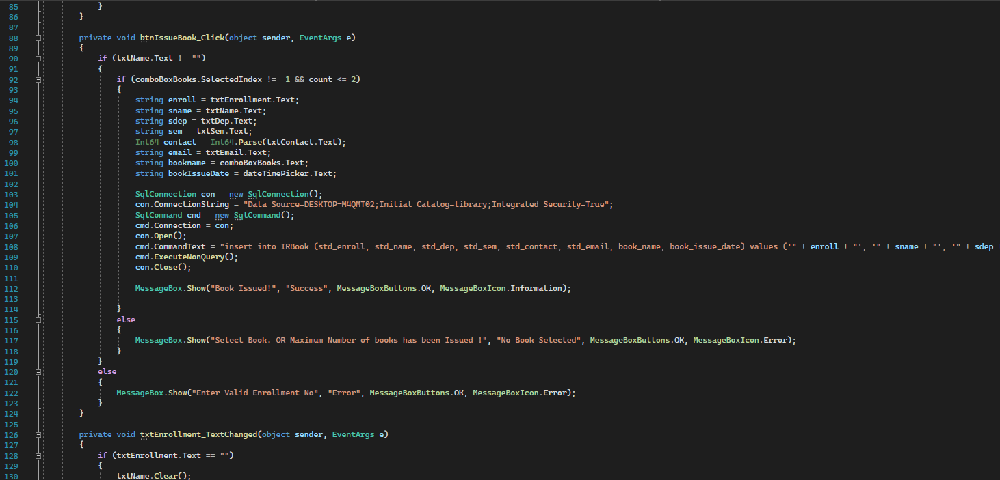 85 }
86 }
87
88 private void btnIssueBook_Click(object sender, EventArgs e)
89 {
90 if (txtName.Text != "")
91 {
92 if (comboBoxBooks.SelectedIndex != -1 && count <= 2)
93 {
94 string enroll = txtEnrollment.Text;
95 string sname = txtName.Text;
96 string sdep = txtDep.Text;
97 string sem = txtSem.Text;
98 Int64 contact = Int64.Parse(txtContact.Text);
99 string email = txtEmail.Text;
100 string bookname = comboBoxBooks.Text;
101 string bookIssueDate = dateTimePicker.Text;
102
103 SqlConnection con = new SqlConnection();
104 con.ConnectionString = "Data Source=DESKTOP-M4QMT02;Initial Catalog=library;Integrated Security=True";
105 SqlCommand cmd = new SqlCommand();
106 cmd.Connection = con;
107 con.Open();
108 cmd.CommandText = "insert into IRBook (std_enroll, std_name, std_dep, std_sem, std_contact, std_email, book_name, book_issue_date) values ('" + enroll + "', '" + sname + "', '" + sdep +
109 cmd.ExecuteNonQuery();
110 con.Close();
111
112 MessageBox.Show("Book Issued!", "Success", MessageBoxButtons.OK, MessageBoxIcon.Information);
113
114 }
115 else
116 {
117 MessageBox.Show("Select Book. OR Maximum Number of books has been Issued !", "No Book Selected", MessageBoxButtons.OK, MessageBoxIcon.Error);
118 }
119 }
120 else
121 {
122 MessageBox.Show("Enter Valid Enrollment No", "Error", MessageBoxButtons.OK, MessageBoxIcon.Error);
123 }
124 }
125
126 private void txtEnrollment_TextChanged(object sender, EventArgs e)
127 {
128 if (txtEnrollment.Text == "")
129 {
130 txtName.Clear();